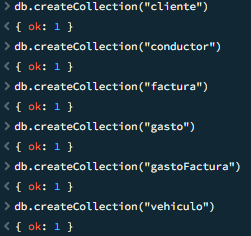 > db.createCollection("cliente")
< { ok: 1 }
> db.createCollection("conductor")
< { ok: 1 }
> db.createCollection("factura")
< { ok: 1 }
> db.createCollection("gasto")
< { ok: 1 }
> db.createCollection("gastoFactura")
< { ok: 1 }
> db.createCollection("vehiculo")
< { ok: 1 }